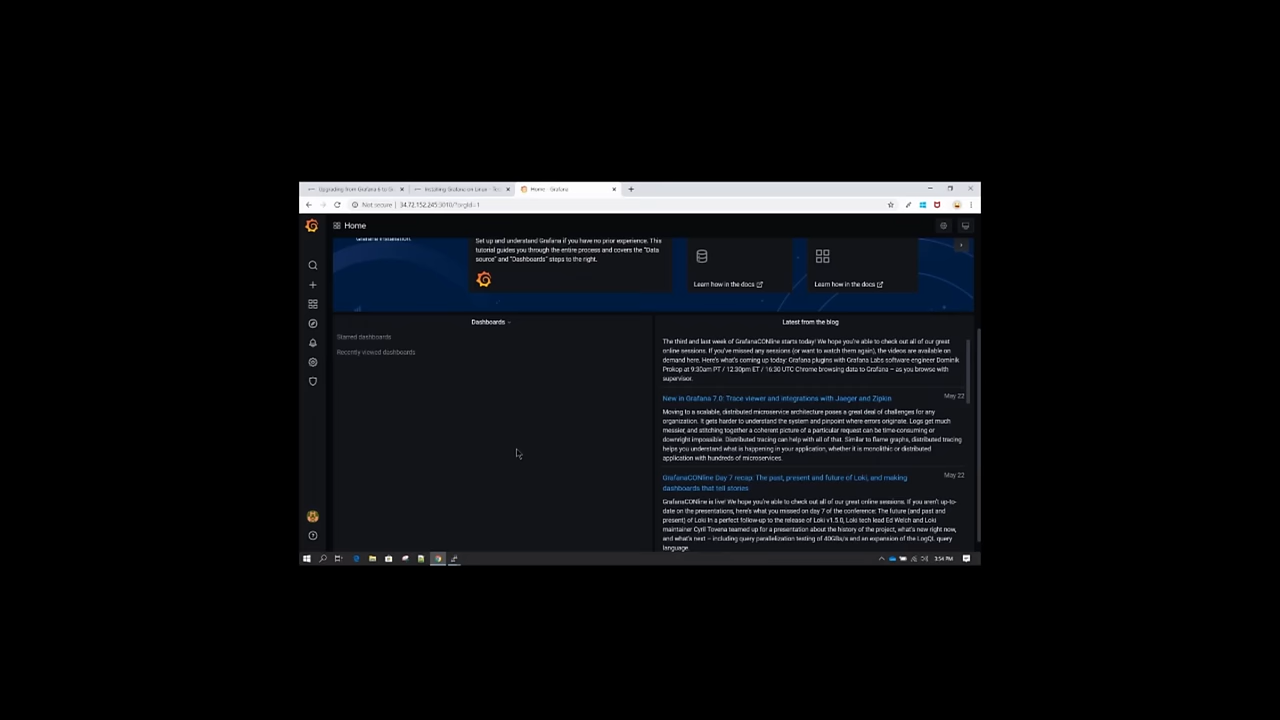 Upgrading from Grafana 6 to G
Installing Grafana on Linux - Tec
Home - Grafana
Not secure | 34.72.152.245:3010/?orgId=1
Home
Grafana installation.
Set up and understand Grafana if you have no prior experience. This
tutorial guides you through the entire process and covers the "Data
source" and "Dashboards" steps to the right.
Learn how in the docs
Learn how in the docs
Dashboards
Starred dashboards
Recently viewed dashboards
Latest from the blog
The third and last week of GrafanaCONline starts today! We hope you're able to check out all of our great
online sessions. If you've missed any sessions (or want to watch them again), the videos are available on
demand here. Here's what's coming up today: Grafana plugins with Grafana Labs software engineer Dominik
Prokop at 9:30am PT / 12:30pm ET / 16:30 UTC Chrome browsing data to Grafana – as you browse with
supervisor.
New in Grafana 7.0: Trace viewer and integrations with Jaeger and Zipkin
May 22
Moving to a scalable, distributed microservice architecture poses a great deal of challenges for any
organization. It gets harder to understand the system and pinpoint where errors originate. Logs get much
messier, and stitching together a coherent picture of a particular request can be time-consuming or
downright impossible. Distributed tracing can help with all of that. Similar to flame graphs, distributed tracing
helps you understand what is happening in your application, whether it is monolithic or distributed
application with hundreds of microservices.
GrafanaCONline Day 7 recap: The past, present and future of Loki, and making
dashboards that tell stories
May 22
GrafanaCONline is live! We hope you're able to check out all of our great online sessions. If you aren't up-to-
date on the presentations, here's what you missed on day 7 of the conference: The future (and past and
present) of Loki In a perfect follow-up to the release of Loki v1.5.0, Loki tech lead Ed Welch and Loki
maintainer Cyril Tovena teamed up for a presentation about the history of the project, what's new right now,
and what's next – including query parallelization testing of 40GBs/s and an expansion of the LogQL query
language.
3:54 PM